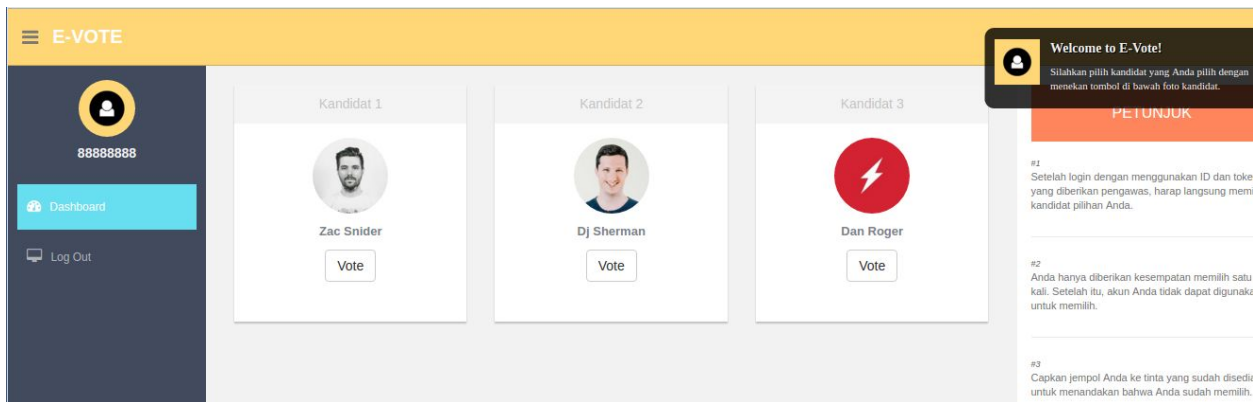 E-VOTE
88888888
Dashboard
Log Out
Kandidat 1
Zac Snider
Vote
Kandidat 2
Dj Sherman
Vote
Kandidat 3
Dan Roger
Vote
Welcome to E-Vote!
Silahkan pilih kandidat yang Anda pilih dengan
menekan tombol di bawah foto kandidat.
PETUNJUK
#1
Setelah login dengan menggunakan ID dan toke
yang diberikan pengawas, harap langsung memi
kandidat pilihan Anda.
#2
Anda hanya diberikan kesempatan memilih satu
kali. Setelah itu, akun Anda tidak dapat digunaka
untuk memilih.
#3
Capkan jempol Anda ke tinta yang sudah disedia
untuk menandakan bahwa Anda sudah memilih.